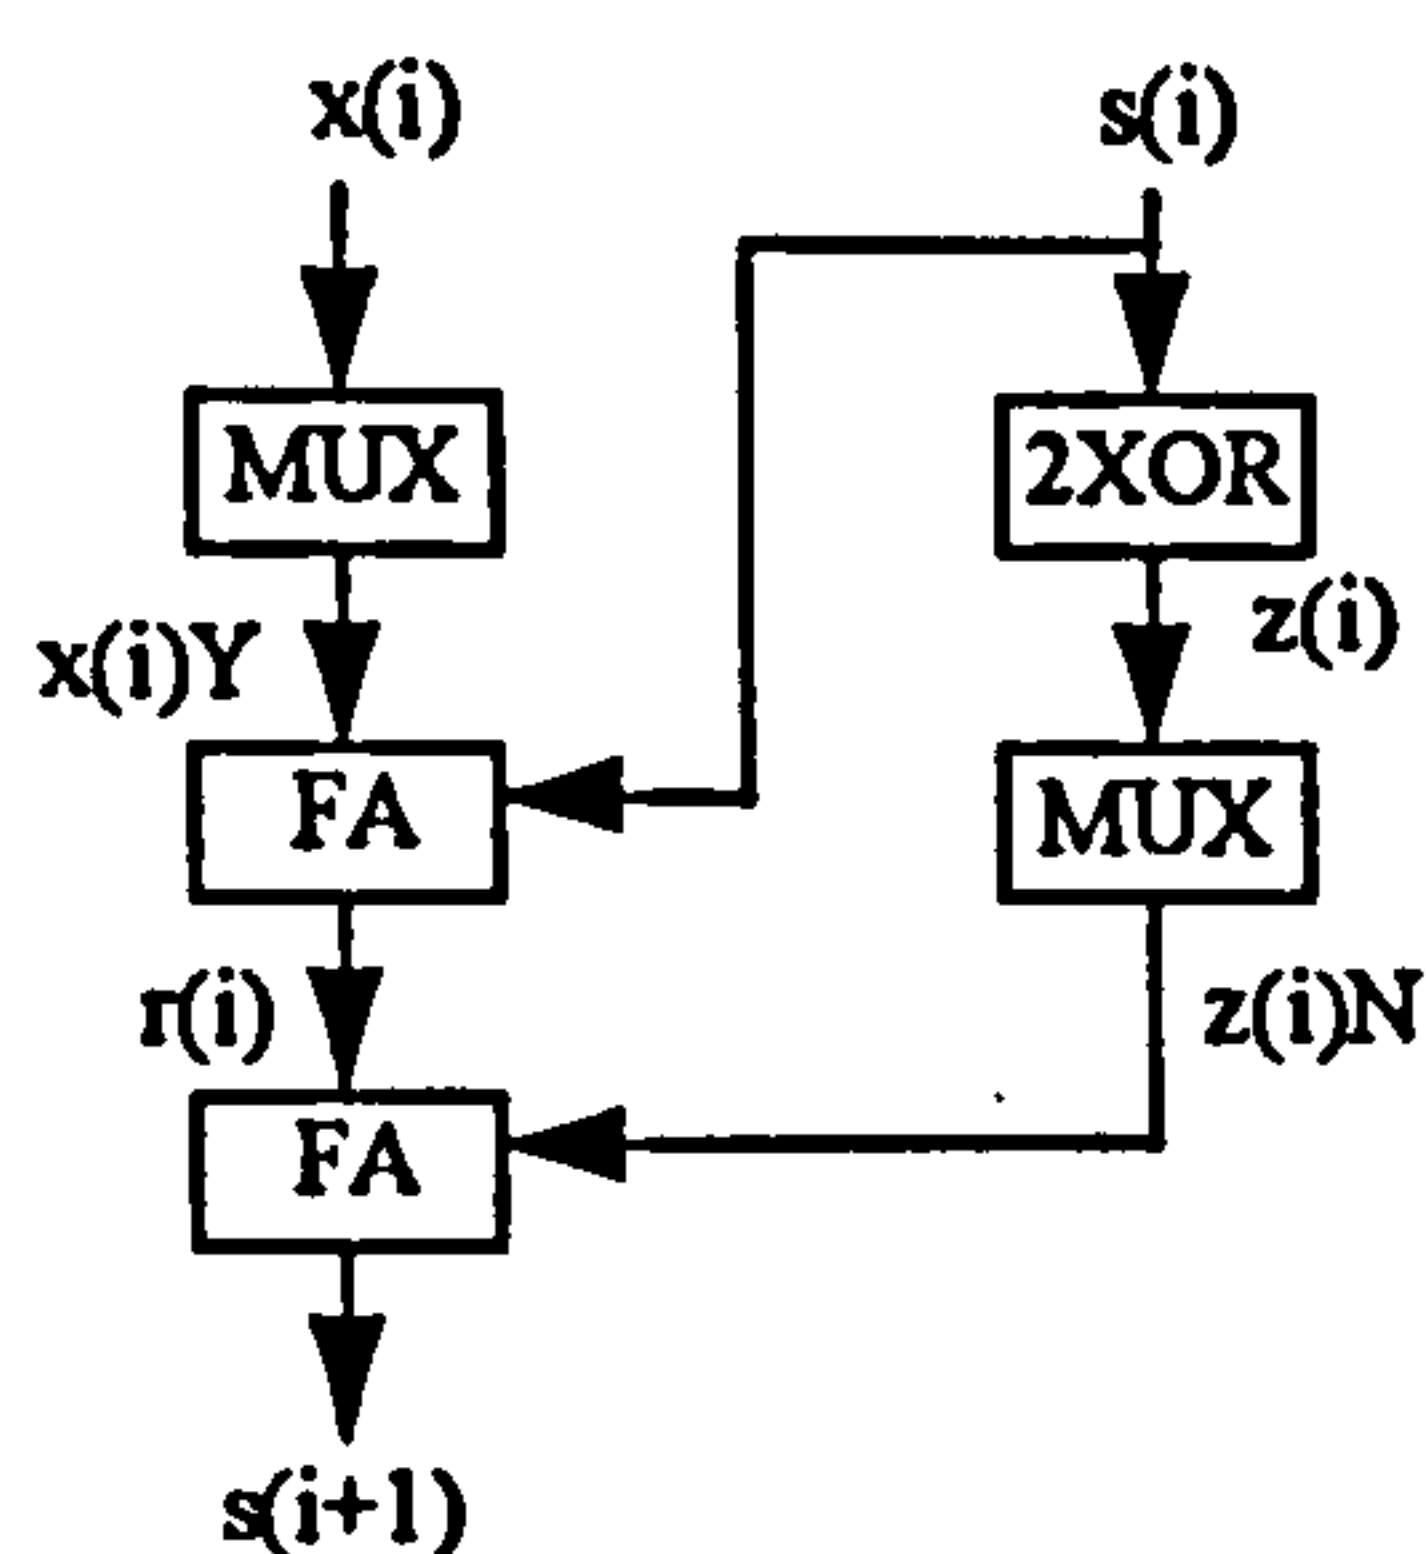 x(i)
s(i)
MUX
2XOR
x(i)Y
z(i)
FA
MUX
r(i)
z(i)N
FA
s(i+1)